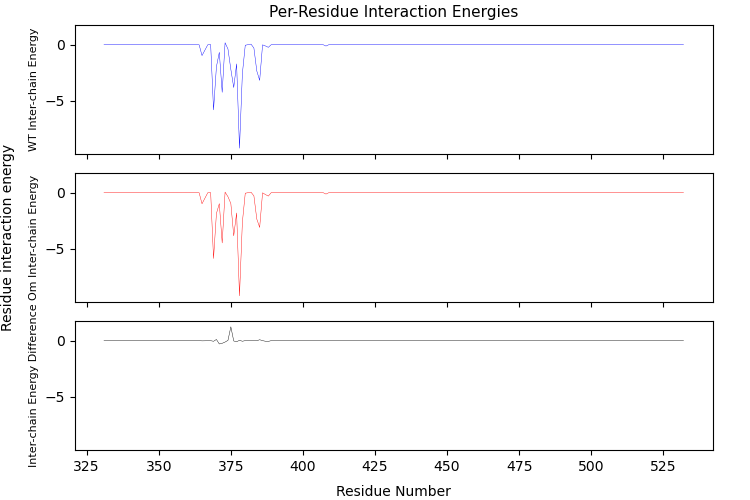 Per-Residue Interaction Energies
Residue interaction energy
WT Inter-chain Energy
0
−5
Om Inter-chain Energy
0
−5
Inter-chain Energy Difference
0
−5
325 350 375 400 425 450 475 500 525
Residue Number